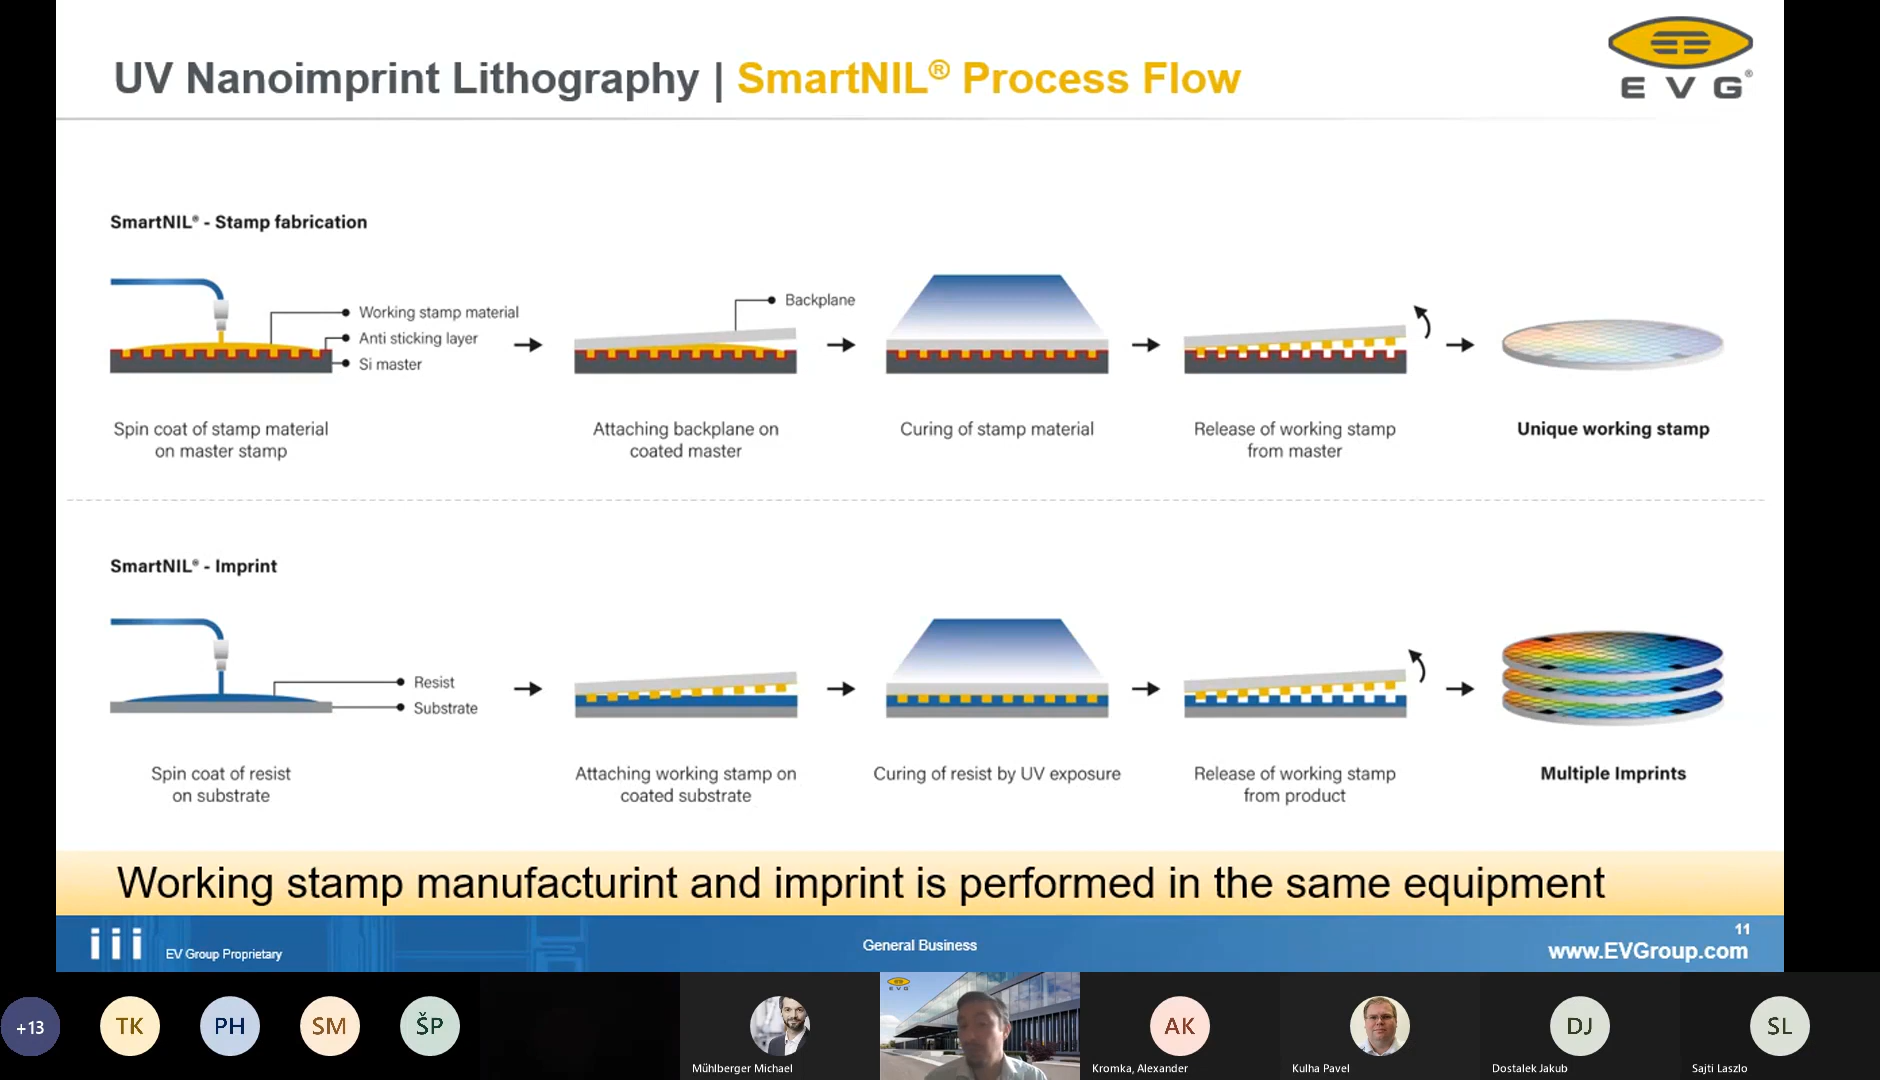 UV Nanoimprint Lithography | SmartNIL® Process Flow
EVG®
SmartNIL® - Stamp fabrication
Working stamp material
Anti sticking layer
Si master
Backplane
Spin coat of stamp material
on master stamp
Attaching backplane on
coated master
Curing of stamp material
Release of working stamp
from master
Unique working stamp
SmartNIL® - Imprint
Resist
Substrate
Spin coat of resist
on substrate
Attaching working stamp on
coated substrate
Curing of resist by UV exposure
Release of working stamp
from product
Multiple Imprints
Working stamp manufacturint and imprint is performed in the same equipment
iii
EV Group Proprietary
General Business
11
www.EVGroup.com
+13
TK
PH
SM
ŠP
Mühlberger Michael
EVG
AK
Kromka, Alexander
Kulha Pavel
DJ
Dostalek Jakub
SL
Sajti Laszlo